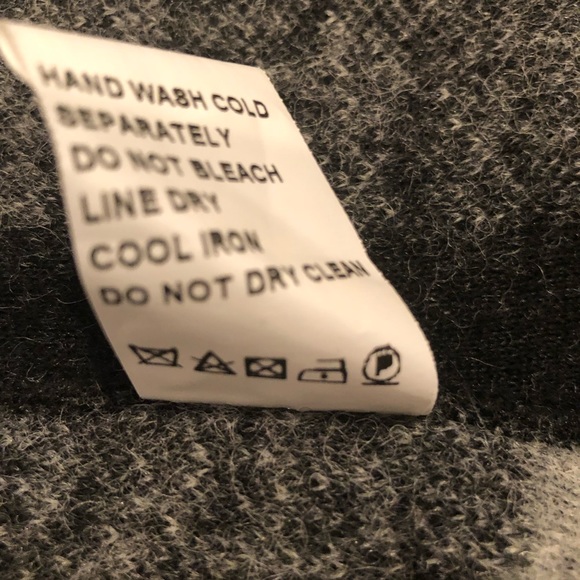 HAND WASH COLD
SEPARATELY
DO NOT BLEACH
LINE DRY
COOL IRON
DO NOT DRY CLEAN
P